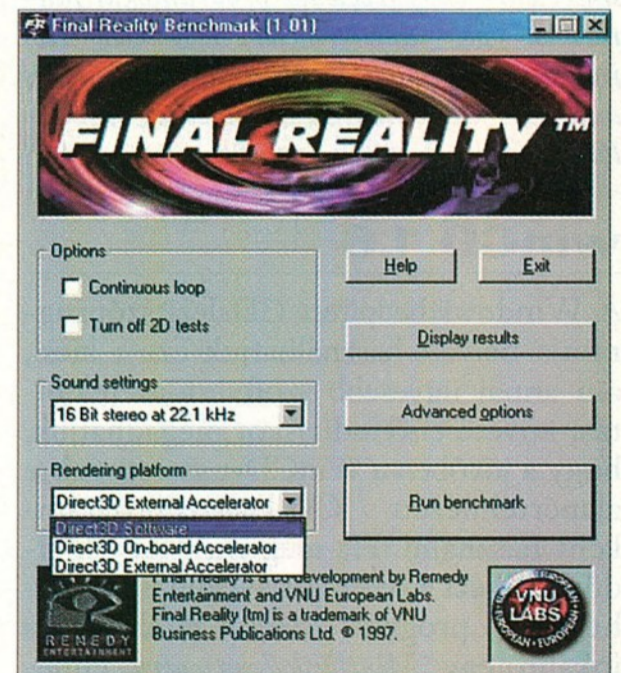 Final Reality Benchmark (1.01)
FINAL REALITY™
Options
Continuous loop
Turn off 2D tests
Help
Exit
Display results
Sound settings
16 Bit stereo at 22.1 kHz
Advanced options
Rendering platform
Direct3D External Accelerator
Direct3D Software
Direct3D On-board Accelerator
Direct3D External Accelerator
Run benchmark
Final Reality is a co-development by Remedy
Entertainment and VNU European Labs.
Final Reality (tm) is a trademark of VNU
Business Publications Ltd. © 1997.
REMEDY
ENTERTAINMENT
VNU
LABS
EUROPEAN • EUROPEAN